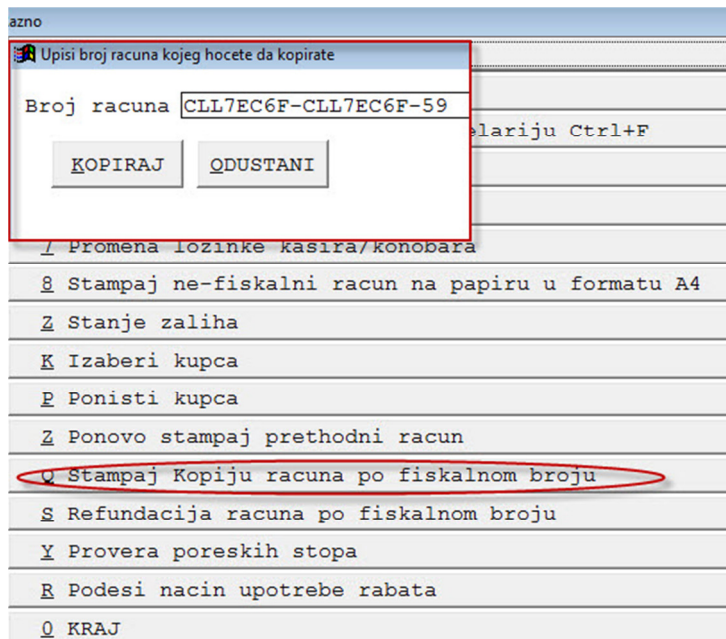 azno
Upisi broj racuna kojeg hocete da kopirate
Broj racuna CLL7EC6F-CLL7EC6F-59
elariju Ctrl+F
KOPIRAJ ODUSTANI
7 Promena lozinke kasira/konobara
8 Stampaj ne-fiskalni racun na papiru u formatu A4
Z Stanje zaliha
K Izaberi kupca
P Ponisti kupca
Z Ponovo stampaj prethodni racun
Q Stampaj Kopiju racuna po fiskalnom broju
S Refundacija racuna po fiskalnom broju
Y Provera poreskih stopa
R Podesi nacin upotrebe rabata
0 KRAJ